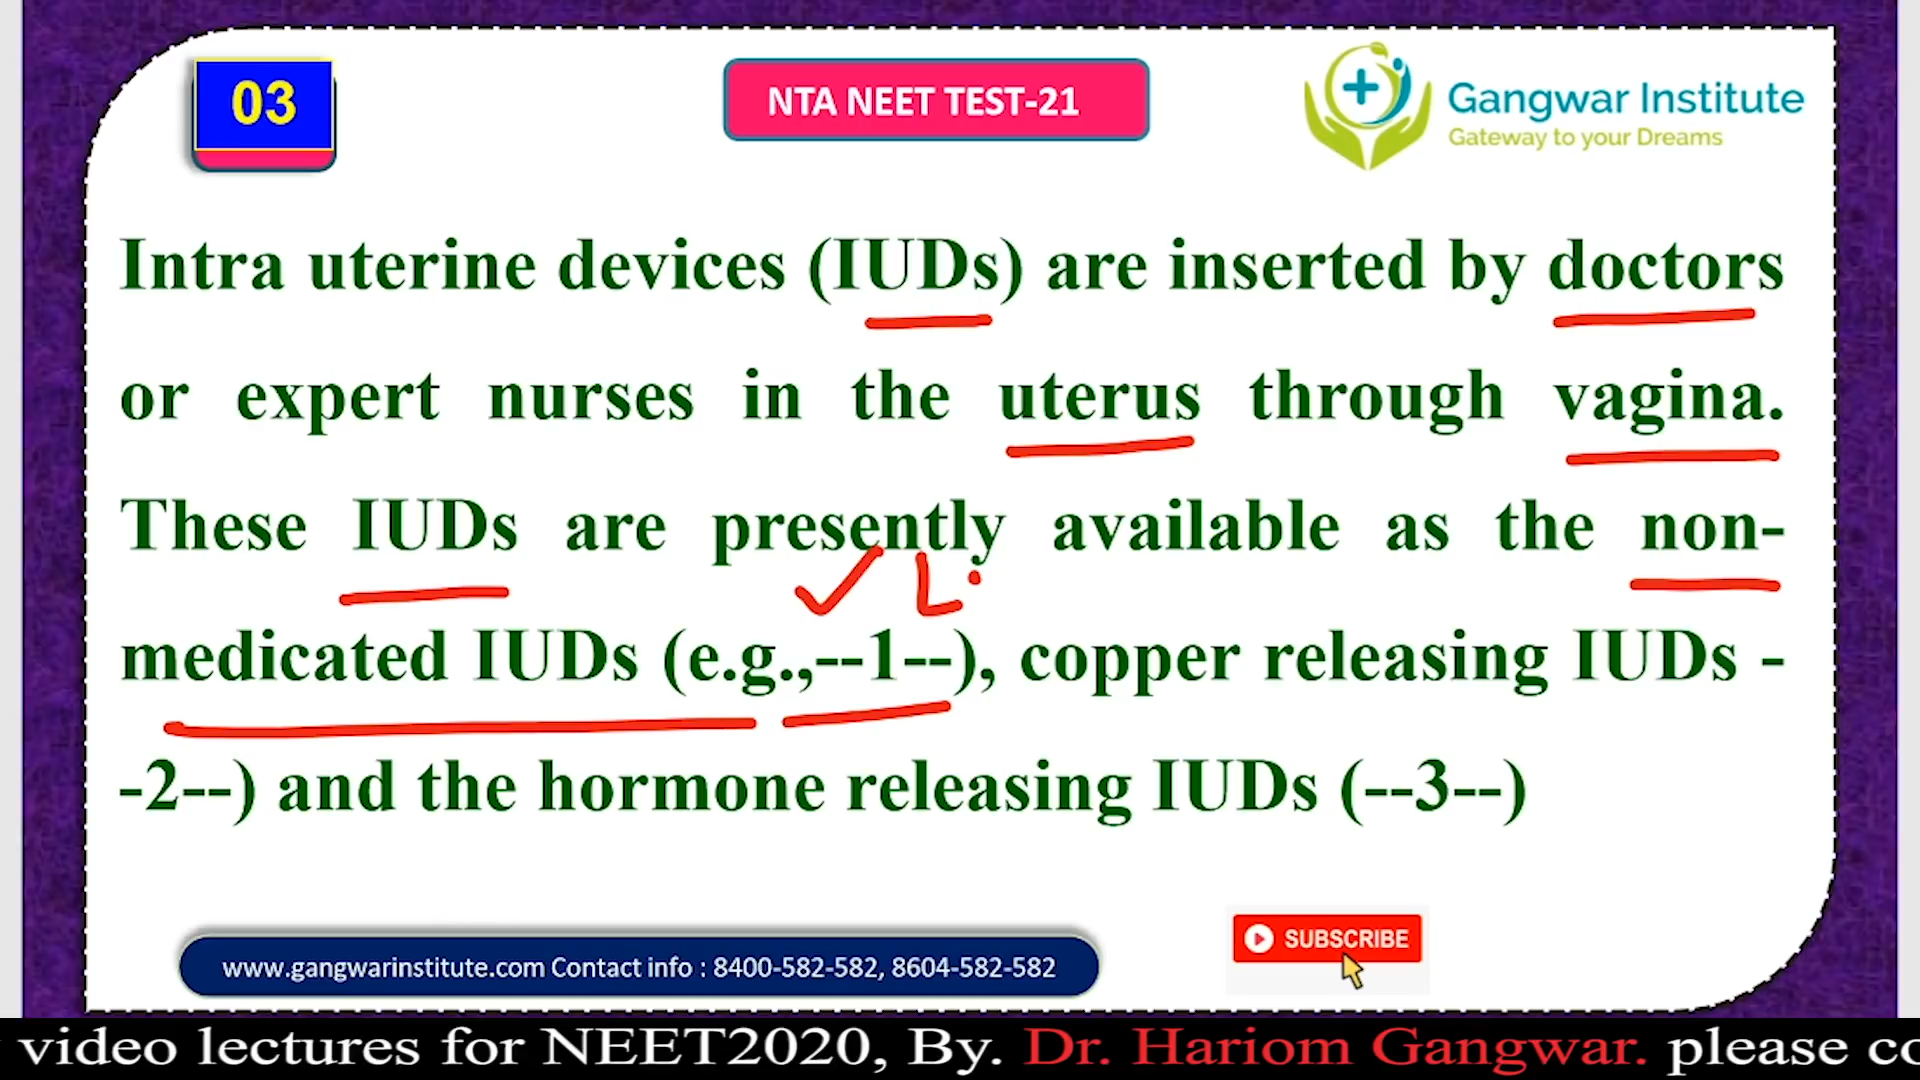 03
NTA NEET TEST-21
Gangwar Institute
Gateway to your Dreams
Intra uterine devices (IUDs) are inserted by doctors
or expert nurses in the uterus through vagina.
These IUDs are presently available as the non-
medicated IUDs (e.g.,--1--), copper releasing IUDs -
-2--) and the hormone releasing IUDs (--3--)
L.
www.gangwarinstitute.com Contact info : 8400-582-582, 8604-582-582
SUBSCRIBE
video lectures for NEET2020, By. Dr. Hariom Gangwar. please co